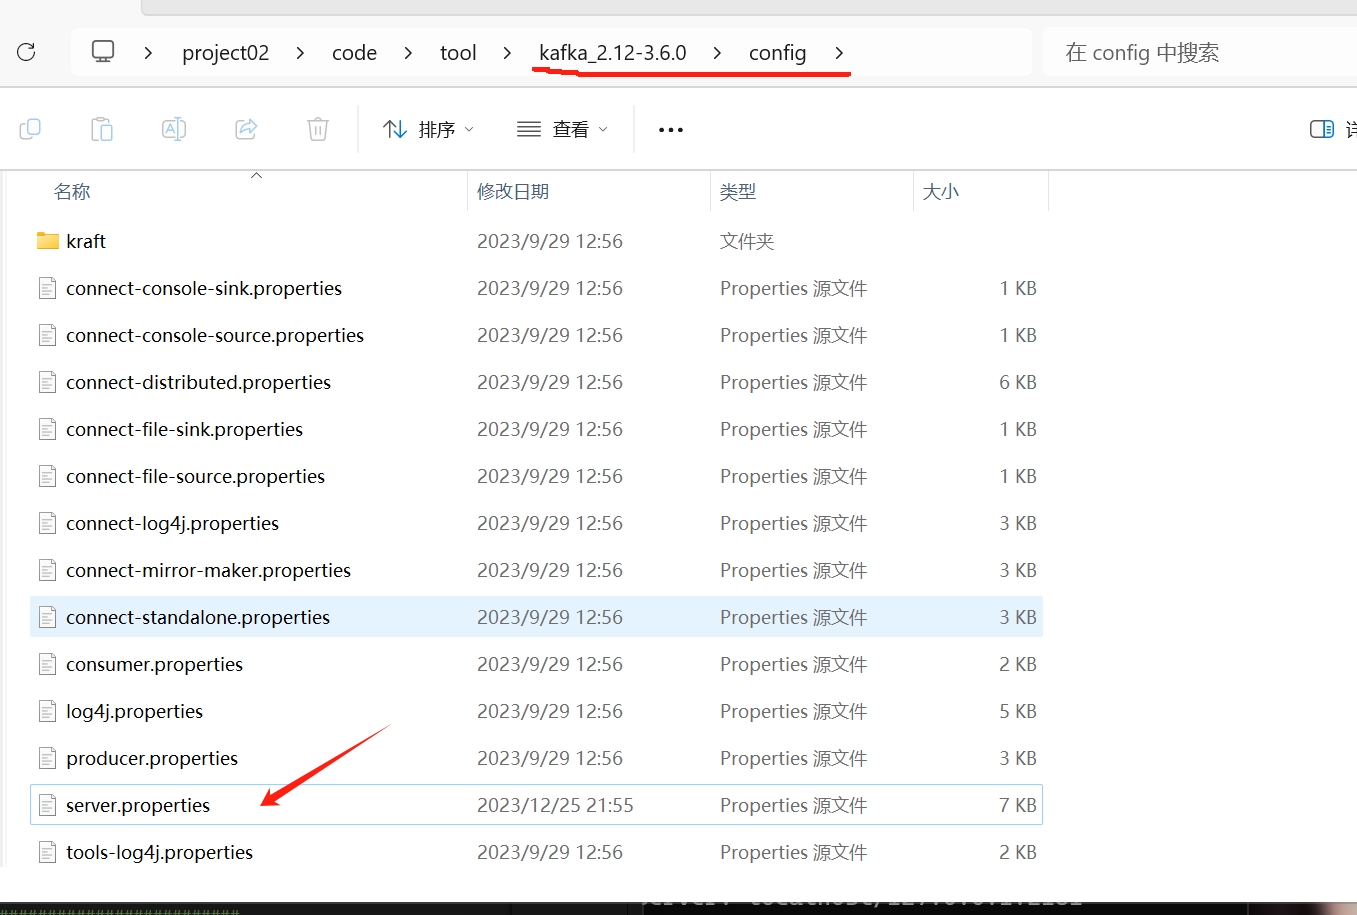 project02 > code > tool > kafka_2.12-3.6.0 > config >
在 config 中搜索
排序 查看
名称 修改日期 类型 大小
kraft 2023/9/29 12:56 文件夹
connect-console-sink.properties 2023/9/29 12:56 Properties 源文件 1 KB
connect-console-source.properties 2023/9/29 12:56 Properties 源文件 1 KB
connect-distributed.properties 2023/9/29 12:56 Properties 源文件 6 KB
connect-file-sink.properties 2023/9/29 12:56 Properties 源文件 1 KB
connect-file-source.properties 2023/9/29 12:56 Properties 源文件 1 KB
connect-log4j.properties 2023/9/29 12:56 Properties 源文件 3 KB
connect-mirror-maker.properties 2023/9/29 12:56 Properties 源文件 3 KB
connect-standalone.properties 2023/9/29 12:56 Properties 源文件 3 KB
consumer.properties 2023/9/29 12:56 Properties 源文件 2 KB
log4j.properties 2023/9/29 12:56 Properties 源文件 5 KB
producer.properties 2023/9/29 12:56 Properties 源文件 3 KB
server.properties 2023/12/25 21:55 Properties 源文件 7 KB
tools-log4j.properties 2023/9/29 12:56 Properties 源文件 2 KB